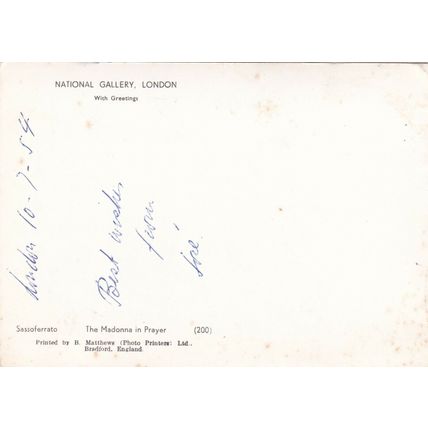 NATIONAL GALLERY, LONDON
With Greetings
London 10-7-54.
Best wishes
from
Sassoferrato The Madonna in Prayer (200)
Printed by B. Matthews (Photo Printers) Ltd.,
Bradford, England